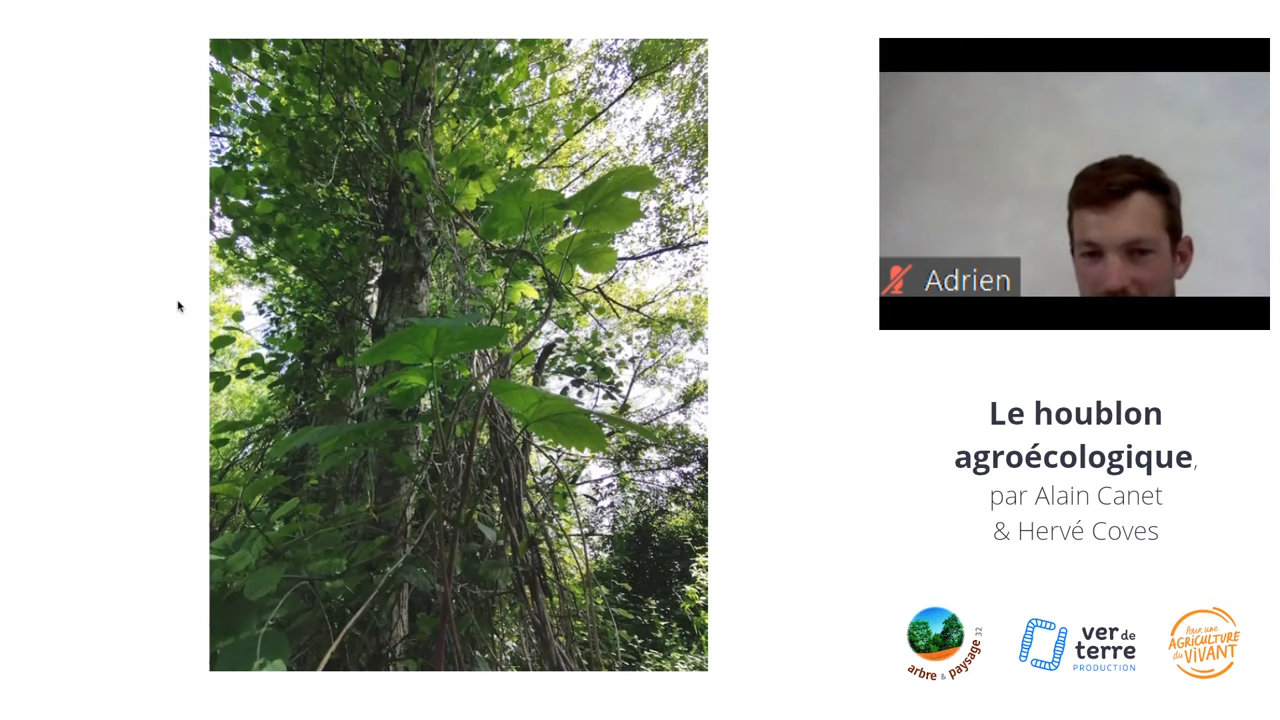 Adrien
Le houblon
agroécologique,
par Alain Canet
& Hervé Coves
arbre & paysage 32
ver de
terre
PRODUCTION
Pour une
AGRICULTURE
du ViVANT